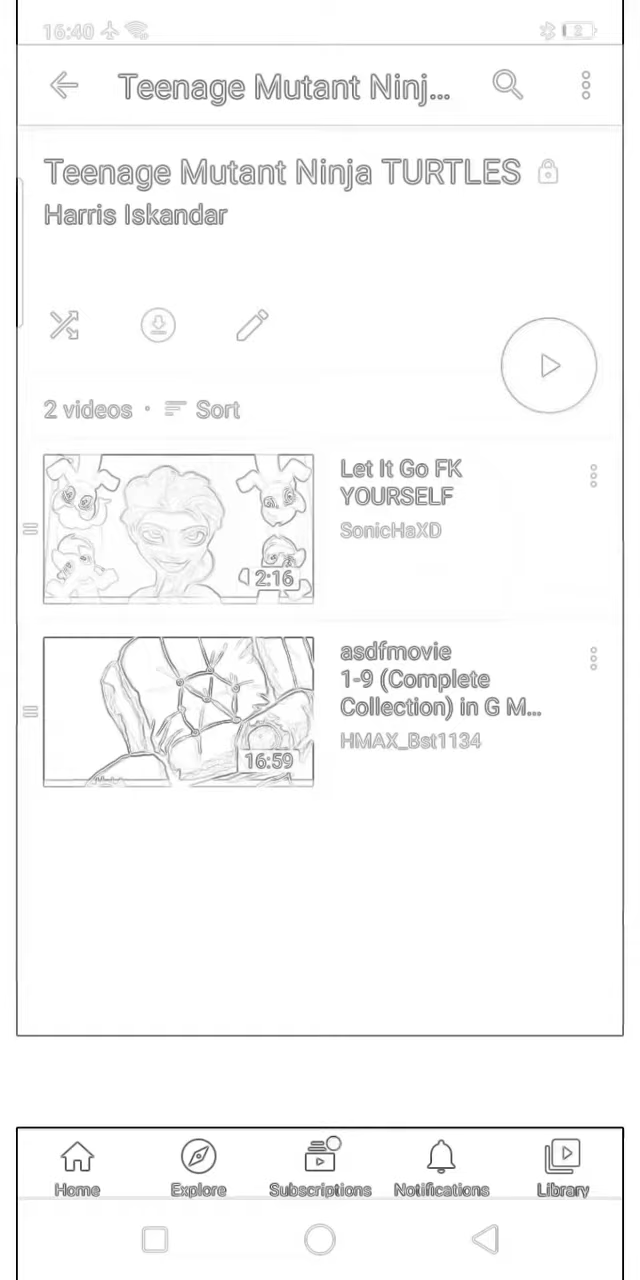 16:40
2
Teenage Mutant Ninj...
Teenage Mutant Ninja TURTLES
Harris Iskandar
2 videos · Sort
Let It Go FK
YOURSELF
SonicHaXD
2:16
asdfmovie
1-9 (Complete
Collection) in G M...
HMAX_Bst1134
16:59
Home Explore Subscriptions Notifications Library